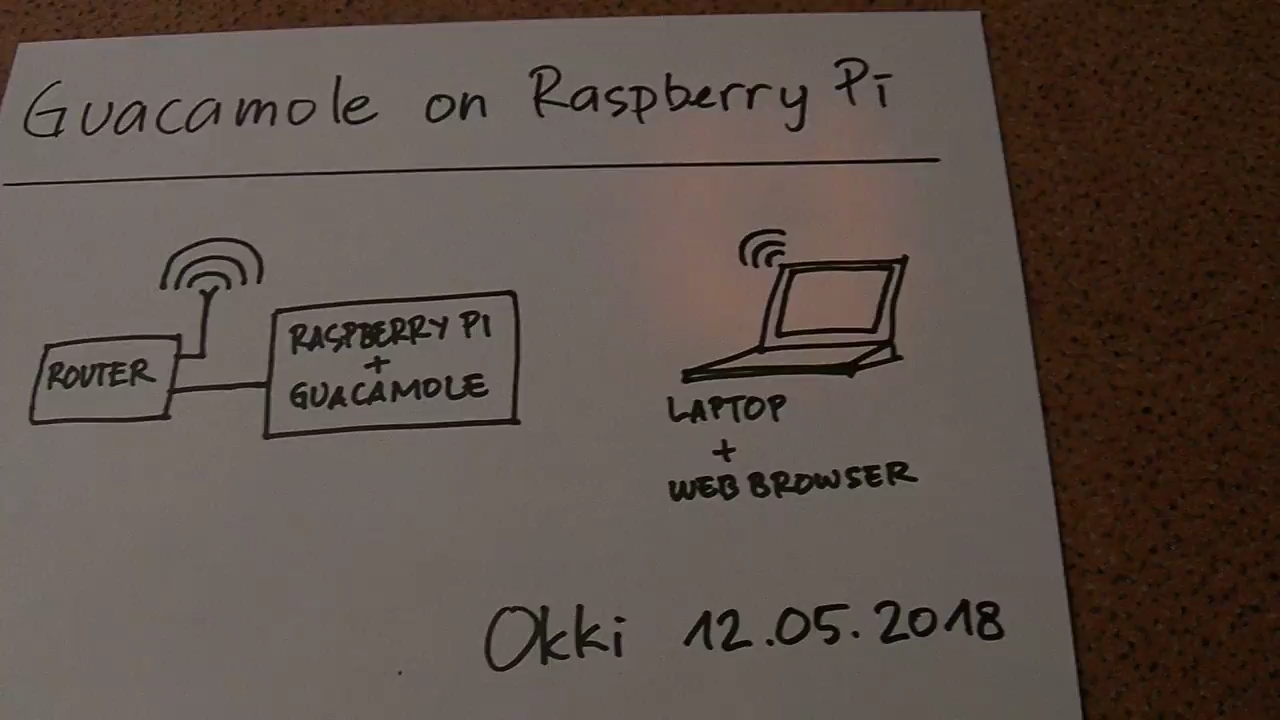 Guacamole on Raspberry Pi
ROUTER
RASPBERRY PI
+
GUACAMOLE
LAPTOP
+
WEB BROWSER
Okki 12.05.2018